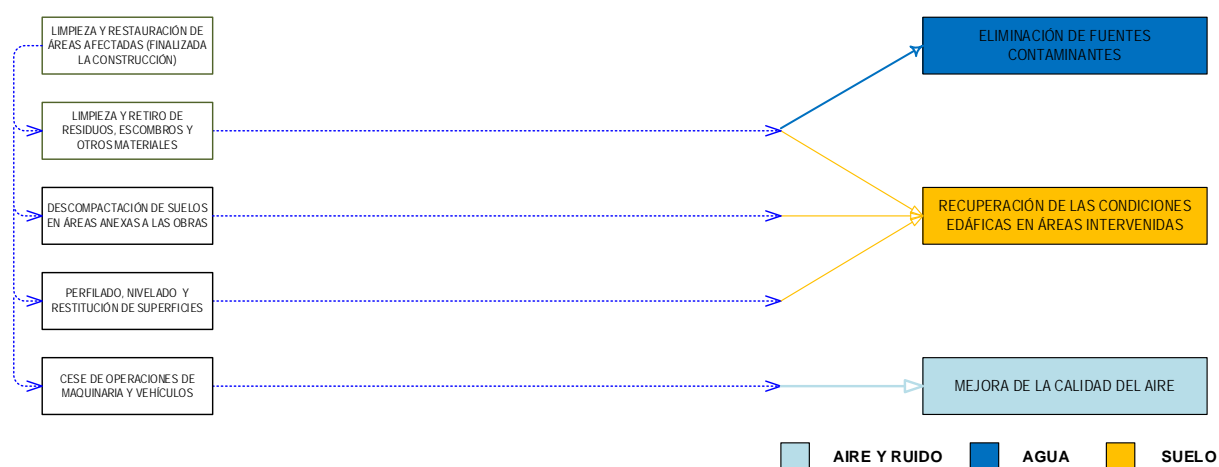 LIMPIEZA Y RESTAURACIÓN DE
ÁREAS AFECTADAS (FINALIZADA
LA CONSTRUCCIÓN)
ELIMINACIÓN DE FUENTES
CONTAMINANTES
LIMPIEZA Y RETIRO DE
RESIDUOS, ESCOMBROS Y
OTROS MATERIALES
DESCOMPACTACIÓN DE SUELOS
EN ÁREAS ANEXAS A LAS OBRAS
RECUPERACIÓN DE LAS CONDICIONES
EDÁFICAS EN ÁREAS INTERVENIDAS
PERFILADO, NIVELADO Y
RESTITUCIÓN DE SUPERFICIES
CESE DE OPERACIONES DE
MAQUINARIA Y VEHÍCULOS
MEJORA DE LA CALIDAD DEL AIRE
AIRE Y RUIDO
AGUA
SUELO